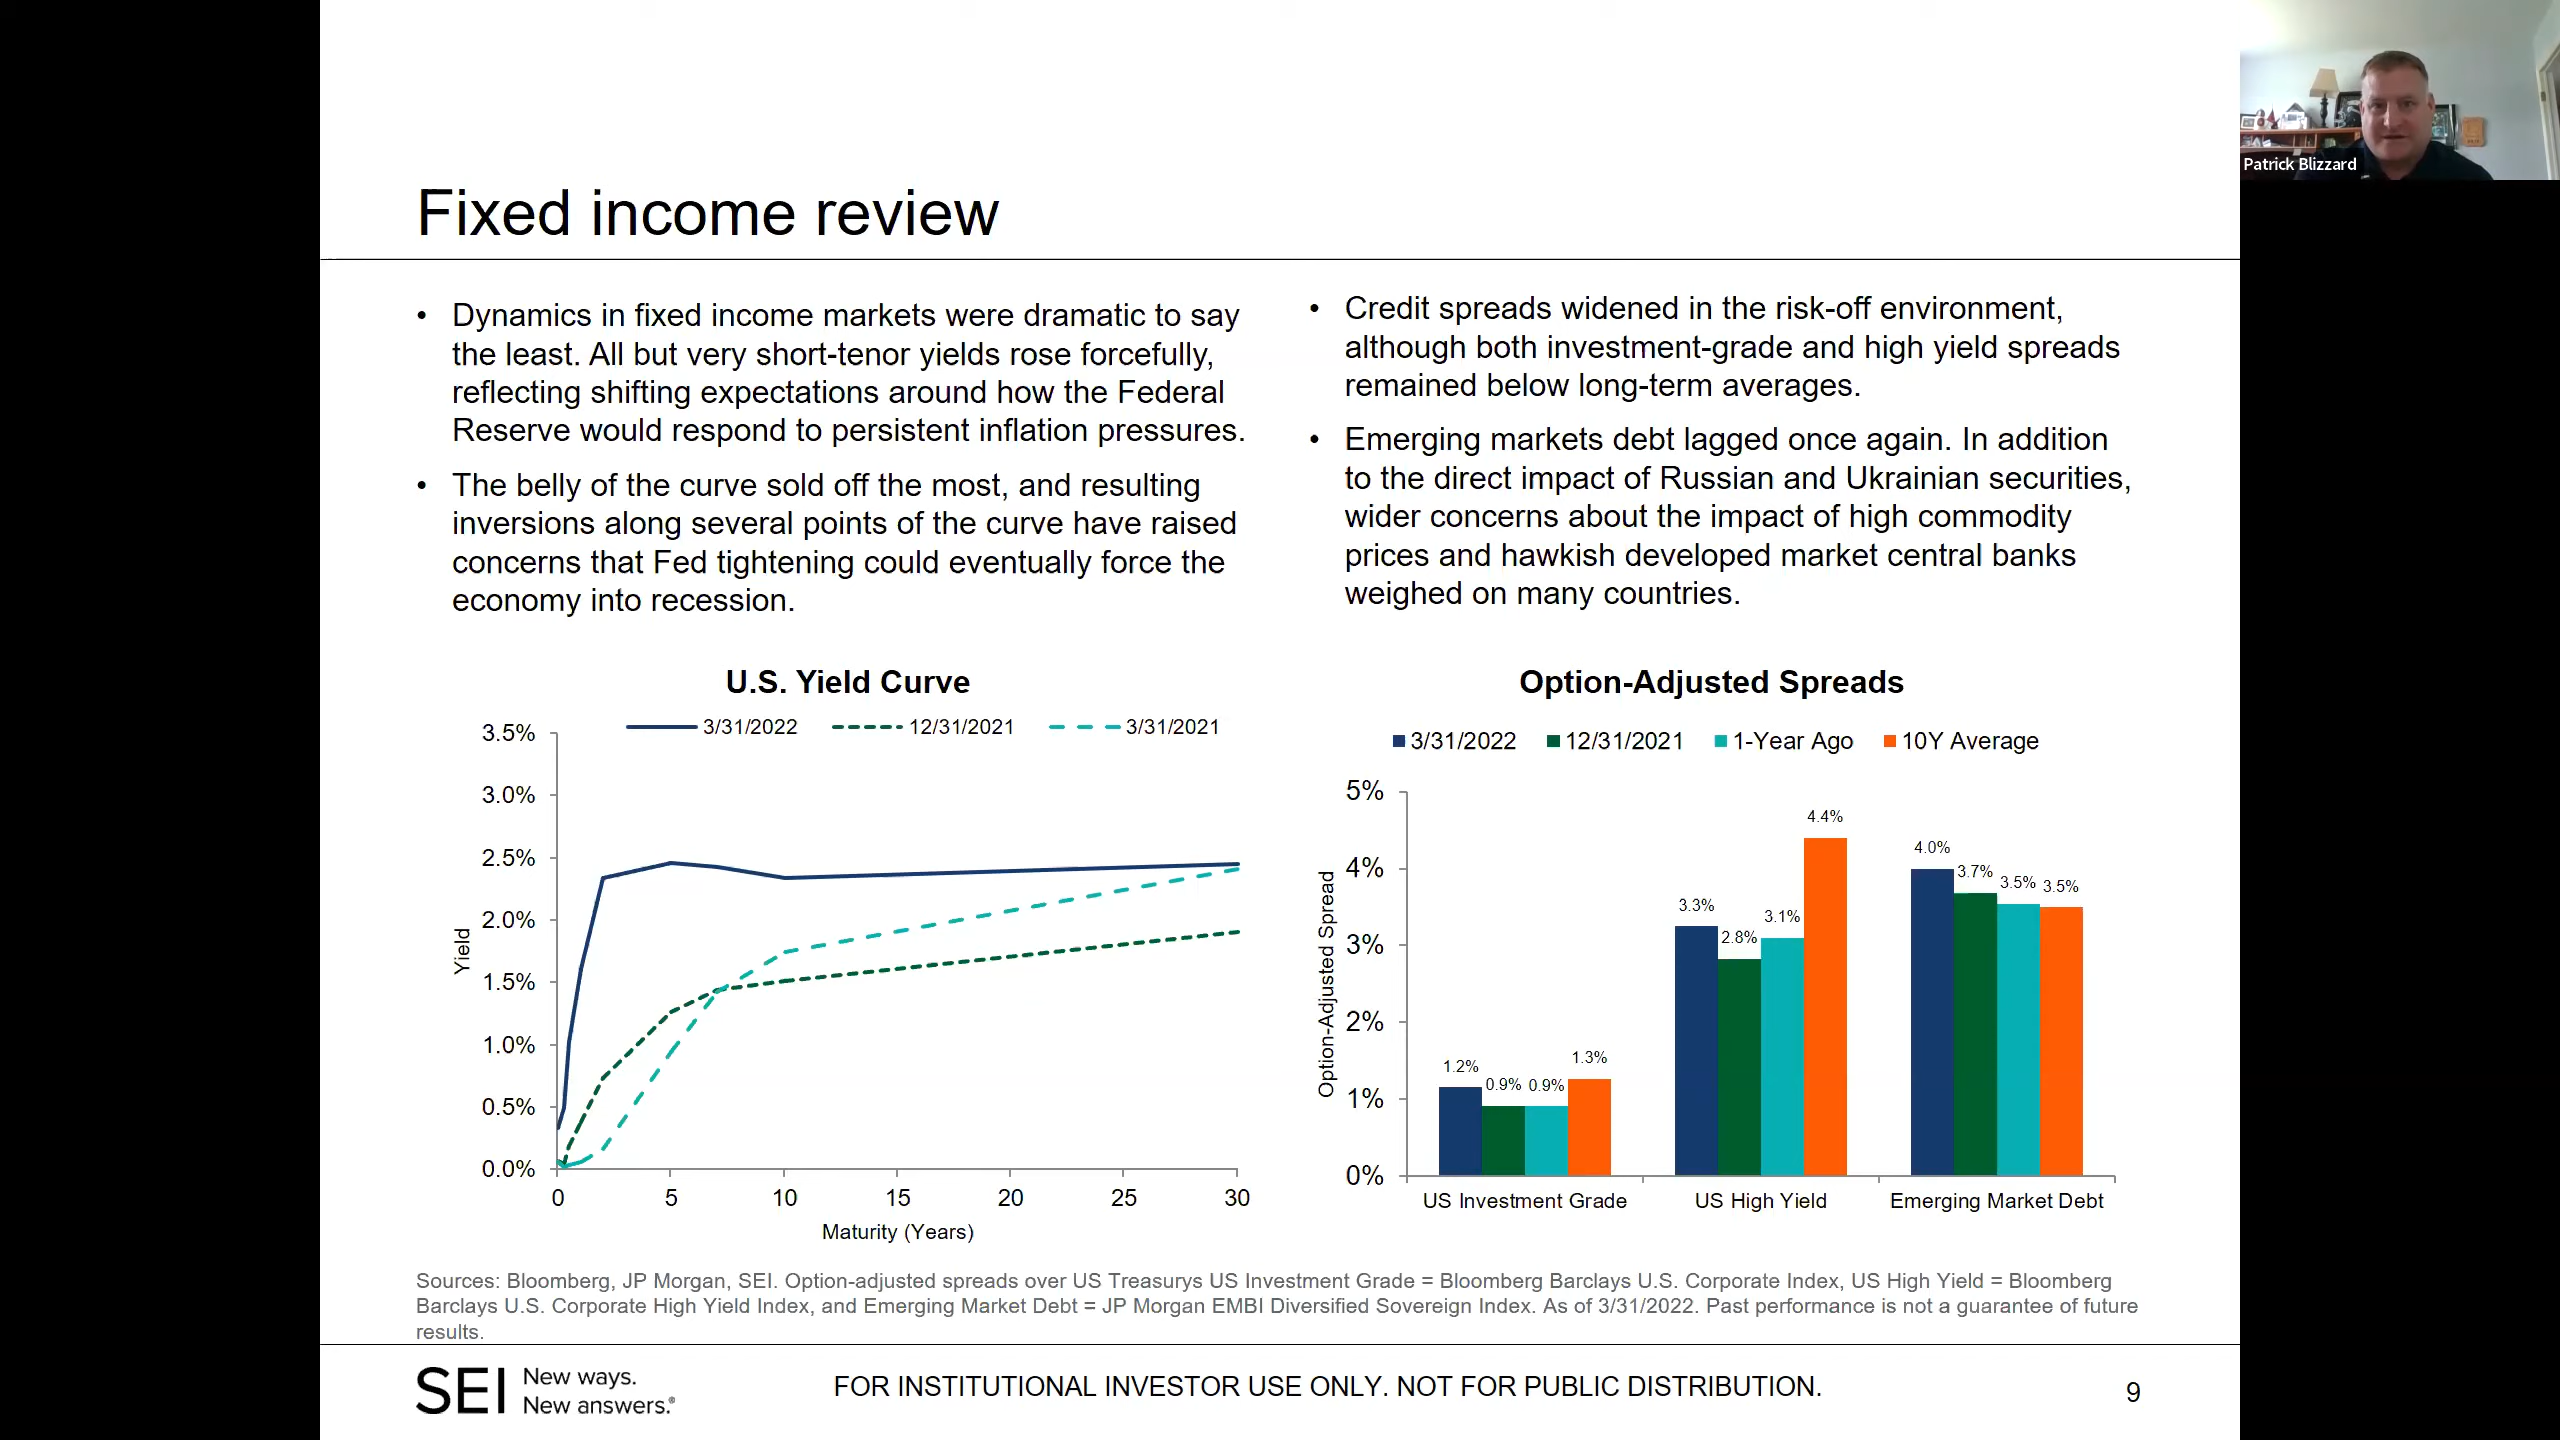 Patrick Blizzard
Fixed income review
• Dynamics in fixed income markets were dramatic to say
the least. All but very short-tenor yields rose forcefully,
reflecting shifting expectations around how the Federal
Reserve would respond to persistent inflation pressures.
• The belly of the curve sold off the most, and resulting
inversions along several points of the curve have raised
concerns that Fed tightening could eventually force the
economy into recession.
• Credit spreads widened in the risk-off environment,
although both investment-grade and high yield spreads
remained below long-term averages.
• Emerging markets debt lagged once again. In addition
to the direct impact of Russian and Ukrainian securities,
wider concerns about the impact of high commodity
prices and hawkish developed market central banks
weighed on many countries.
U.S. Yield Curve
3/31/2022 12/31/2021 3/31/2021
3.5%
3.0%
2.5%
2.0%
1.5%
1.0%
0.5%
0.0%
Yield
0 5 10 15 20 25 30
Maturity (Years)
Option-Adjusted Spreads
3/31/2022 12/31/2021 1-Year Ago 10Y Average
5%
4%
3%
2%
1%
0%
Option-Adjusted Spread
1.2% 0.9% 0.9% 1.3%
3.3% 2.8% 3.1% 4.4%
4.0% 3.7% 3.5% 3.5%
US Investment Grade US High Yield Emerging Market Debt
Sources: Bloomberg, JP Morgan, SEI. Option-adjusted spreads over US Treasurys US Investment Grade = Bloomberg Barclays U.S. Corporate Index, US High Yield = Bloomberg
Barclays U.S. Corporate High Yield Index, and Emerging Market Debt = JP Morgan EMBI Diversified Sovereign Index. As of 3/31/2022. Past performance is not a guarantee of future
results.
SEI New ways.
New answers.®
FOR INSTITUTIONAL INVESTOR USE ONLY. NOT FOR PUBLIC DISTRIBUTION.
9